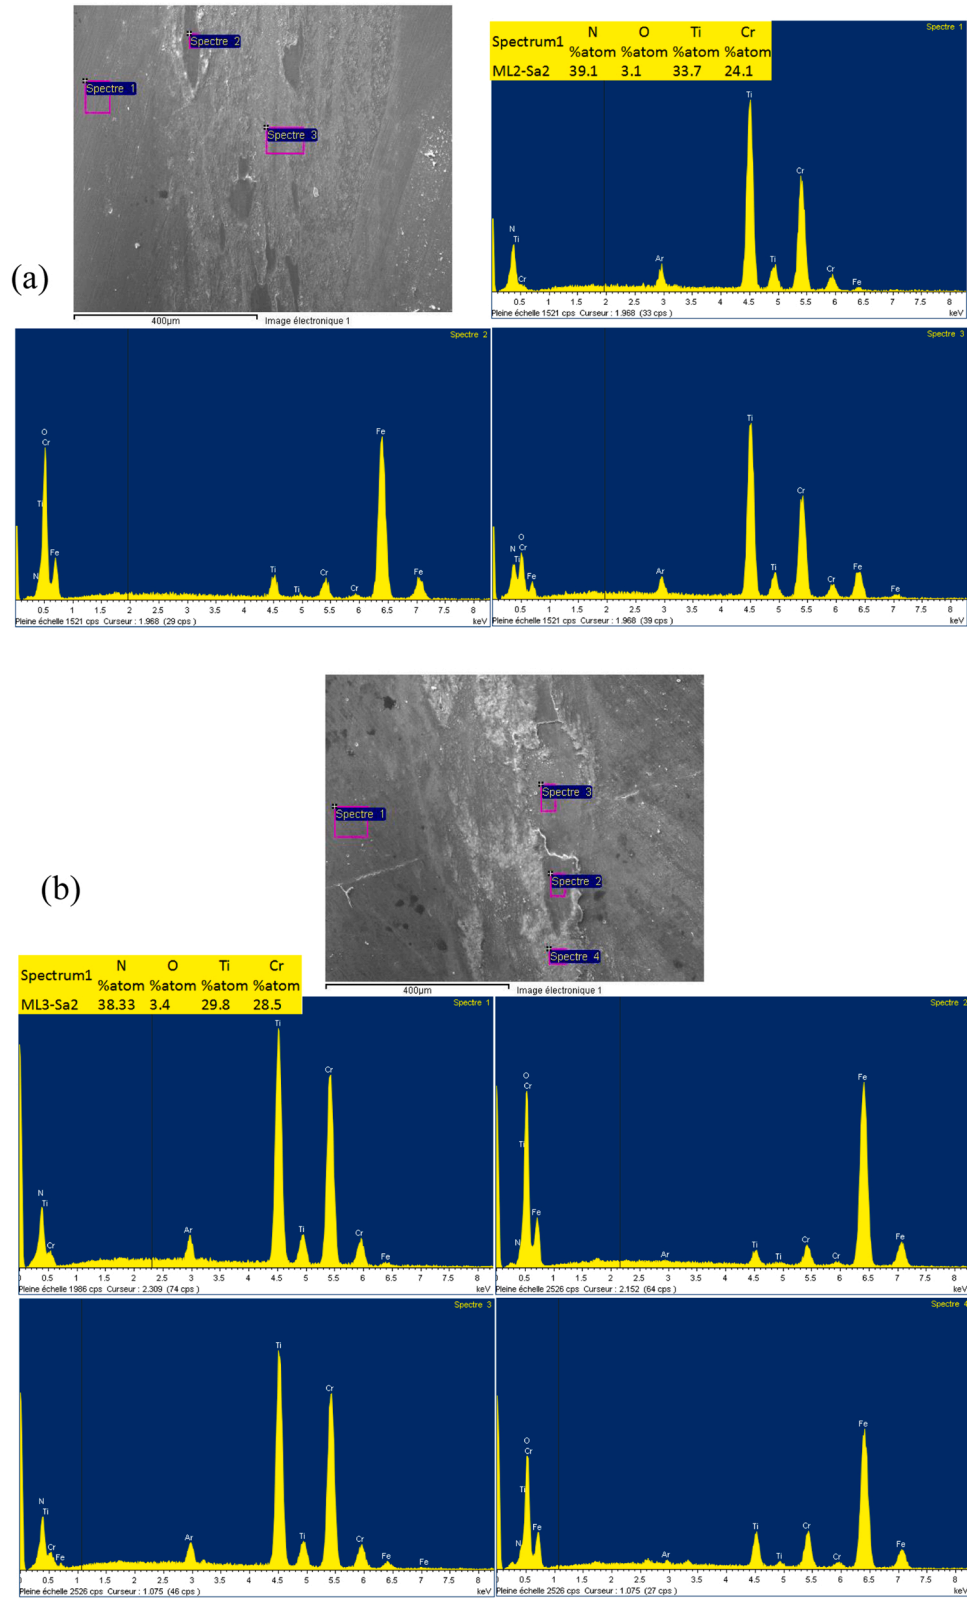 Spectre 2
Spectre 1
Spectre 3
400µm Image électronique 1
(a)
Spectre 1
N O Ti Cr
Spectrum1 %atom %atom %atom %atom
ML2-Sa2 39.1 3.1 33.7 24.1
Ti
Cr
N
Ti
Cr
Ar
Ti
Cr
Fe
0.5 1 1.5 2 2.5 3 3.5 4 4.5 5 5.5 6 6.5 7 7.5 8
Pleine échelle 1521 cps Curseur : 1.968 (33 cps ) keV
Spectre 2
O
Cr
Fe
Ti
Fe
N
Ti
Ti
Cr
Cr
Fe
0.5 1 1.5 2 2.5 3 3.5 4 4.5 5 5.5 6 6.5 7 7.5 8
Pleine échelle 1521 cps Curseur : 1.968 (29 cps ) keV
Spectre 3
Ti
Cr
O
N Cr
Ti
Fe
Ar
Ti
Cr
Fe
Fe
0.5 1 1.5 2 2.5 3 3.5 4 4.5 5 5.5 6 6.5 7 7.5 8
Pleine échelle 1521 cps Curseur : 1.968 (39 cps ) keV
Spectre 3
Spectre 1
Spectre 2
Spectre 4
400µm Image électronique 1
(b)
N O Ti Cr
Spectrum1 %atom %atom %atom %atom
ML3-Sa2 38.33 3.4 29.8 28.5
Spectre 1
Ti
Cr
N
Ti
Cr
Ar
Ti
Cr
Fe
0 0.5 1 1.5 2 2.5 3 3.5 4 4.5 5 5.5 6 6.5 7 7.5 8
Pleine échelle 1986 cps Curseur : 2.309 (74 cps ) keV
Spectre 2
O
Cr
Fe
Ti
Fe
N
Ar
Ti
Ti
Cr
Cr
Fe
0 0.5 1 1.5 2 2.5 3 3.5 4 4.5 5 5.5 6 6.5 7 7.5 8
Pleine échelle 2526 cps Curseur : 2.152 (64 cps ) keV
Spectre 3
Ti
Cr
N
Ti
Cr
Fe
Ar
Ti
Cr
Fe
Fe
0 0.5 1 1.5 2 2.5 3 3.5 4 4.5 5 5.5 6 6.5 7 7.5 8
Pleine échelle 2526 cps Curseur : 1.075 (46 cps ) keV
Spectre 4
O
Cr
Fe
Ti
Fe
N
Ar
Ti
Ti
Cr
Cr
Fe
0 0.5 1 1.5 2 2.5 3 3.5 4 4.5 5 5.5 6 6.5 7 7.5 8
Pleine échelle 2526 cps Curseur : 1.075 (27 cps ) keV